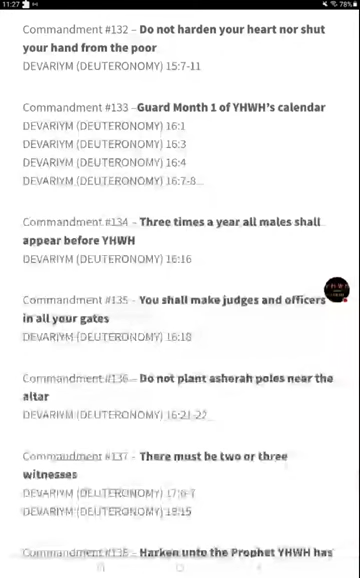 11:27
78%
Commandment #132 – Do not harden your heart nor shut
your hand from the poor
DEVARIYM (DEUTERONOMY) 15:7-11
Commandment #133 –Guard Month 1 of YHWH's calendar
DEVARIYM (DEUTERONOMY) 16:1
DEVARIYM (DEUTERONOMY) 16:3
DEVARIYM (DEUTERONOMY) 16:4
DEVARIYM (DEUTERONOMY) 16:7-8
Commandment #134 – Three times a year all males shall
appear before YHWH
DEVARIYM (DEUTERONOMY) 16:16
Commandment #135 – You shall make judges and officers
in all your gates
DEVARIYM (DEUTERONOMY) 16:18
Commandment #136 – Do not plant asherah poles near the
altar
DEVARIYM (DEUTERONOMY) 16:21-22
Commandment #137 – There must be two or three
witnesses
DEVARIYM (DEUTERONOMY) 17:6-7
DEVARIYM (DEUTERONOMY) 19:15
Commandment #138 – Harken unto the Prophet YHWH has